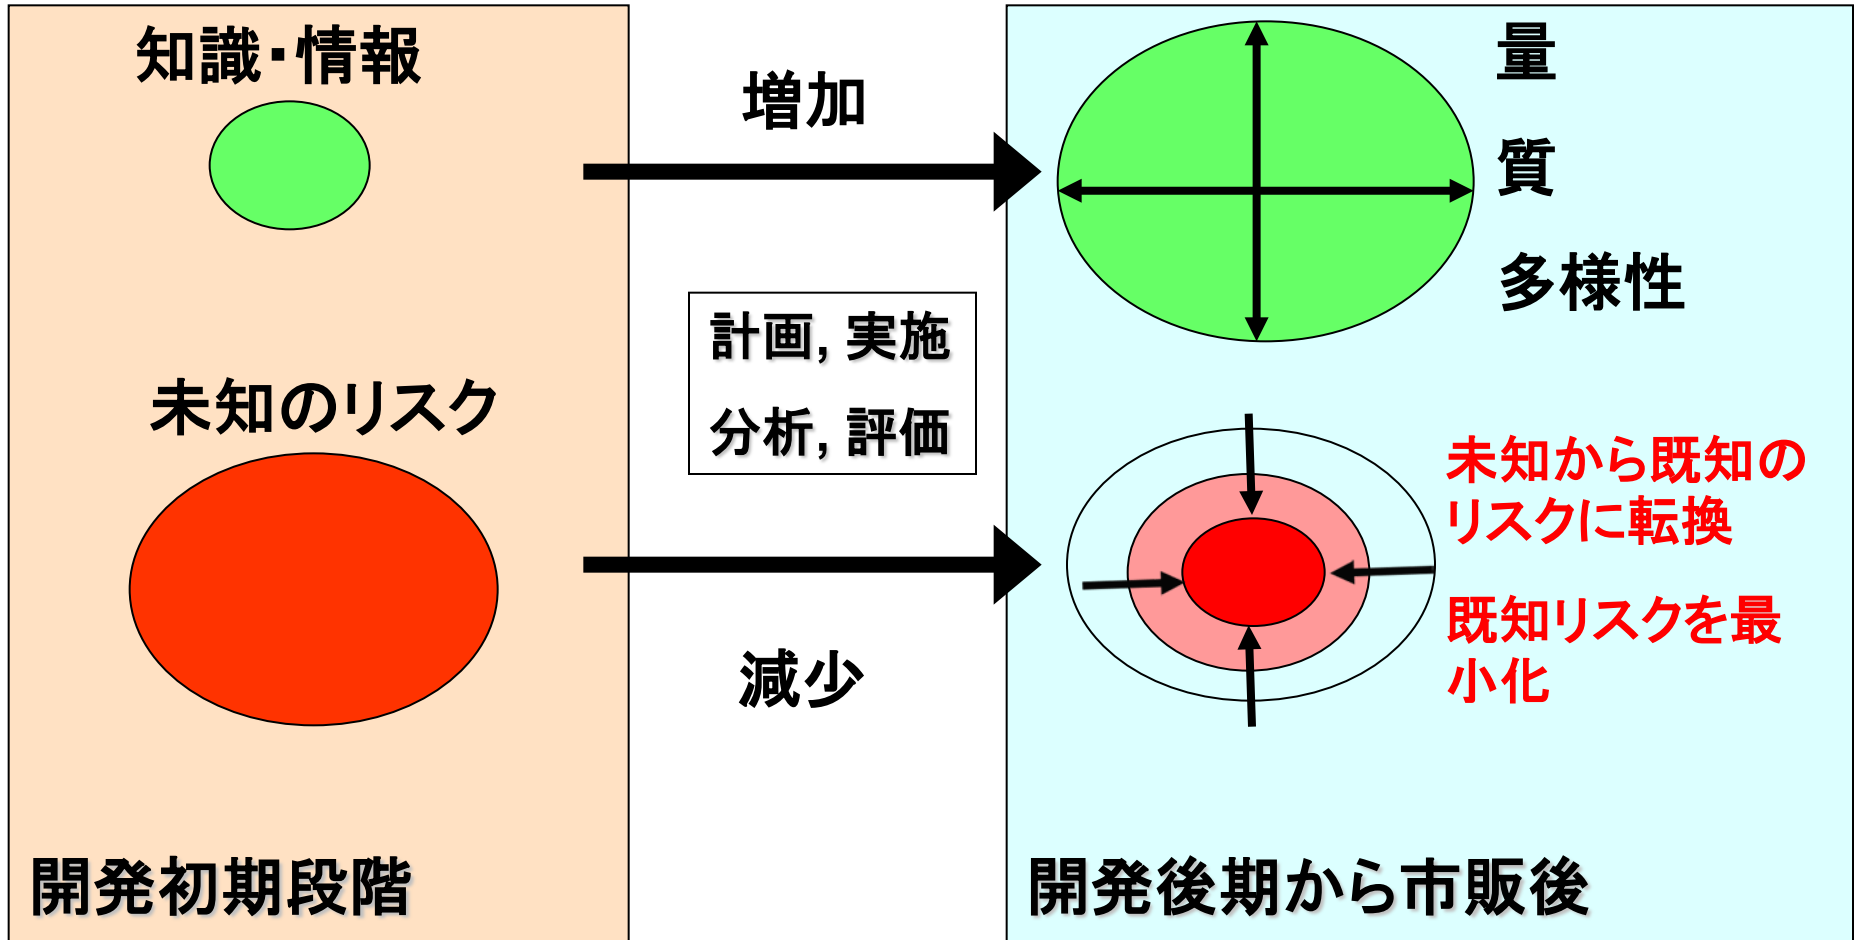 知識・情報
未知のリスク
開発初期段階
増加
計画, 実施
分析, 評価
減少
量
質
多様性
未知から既知の
リスクに転換
既知リスクを最
小化
開発後期から市販後